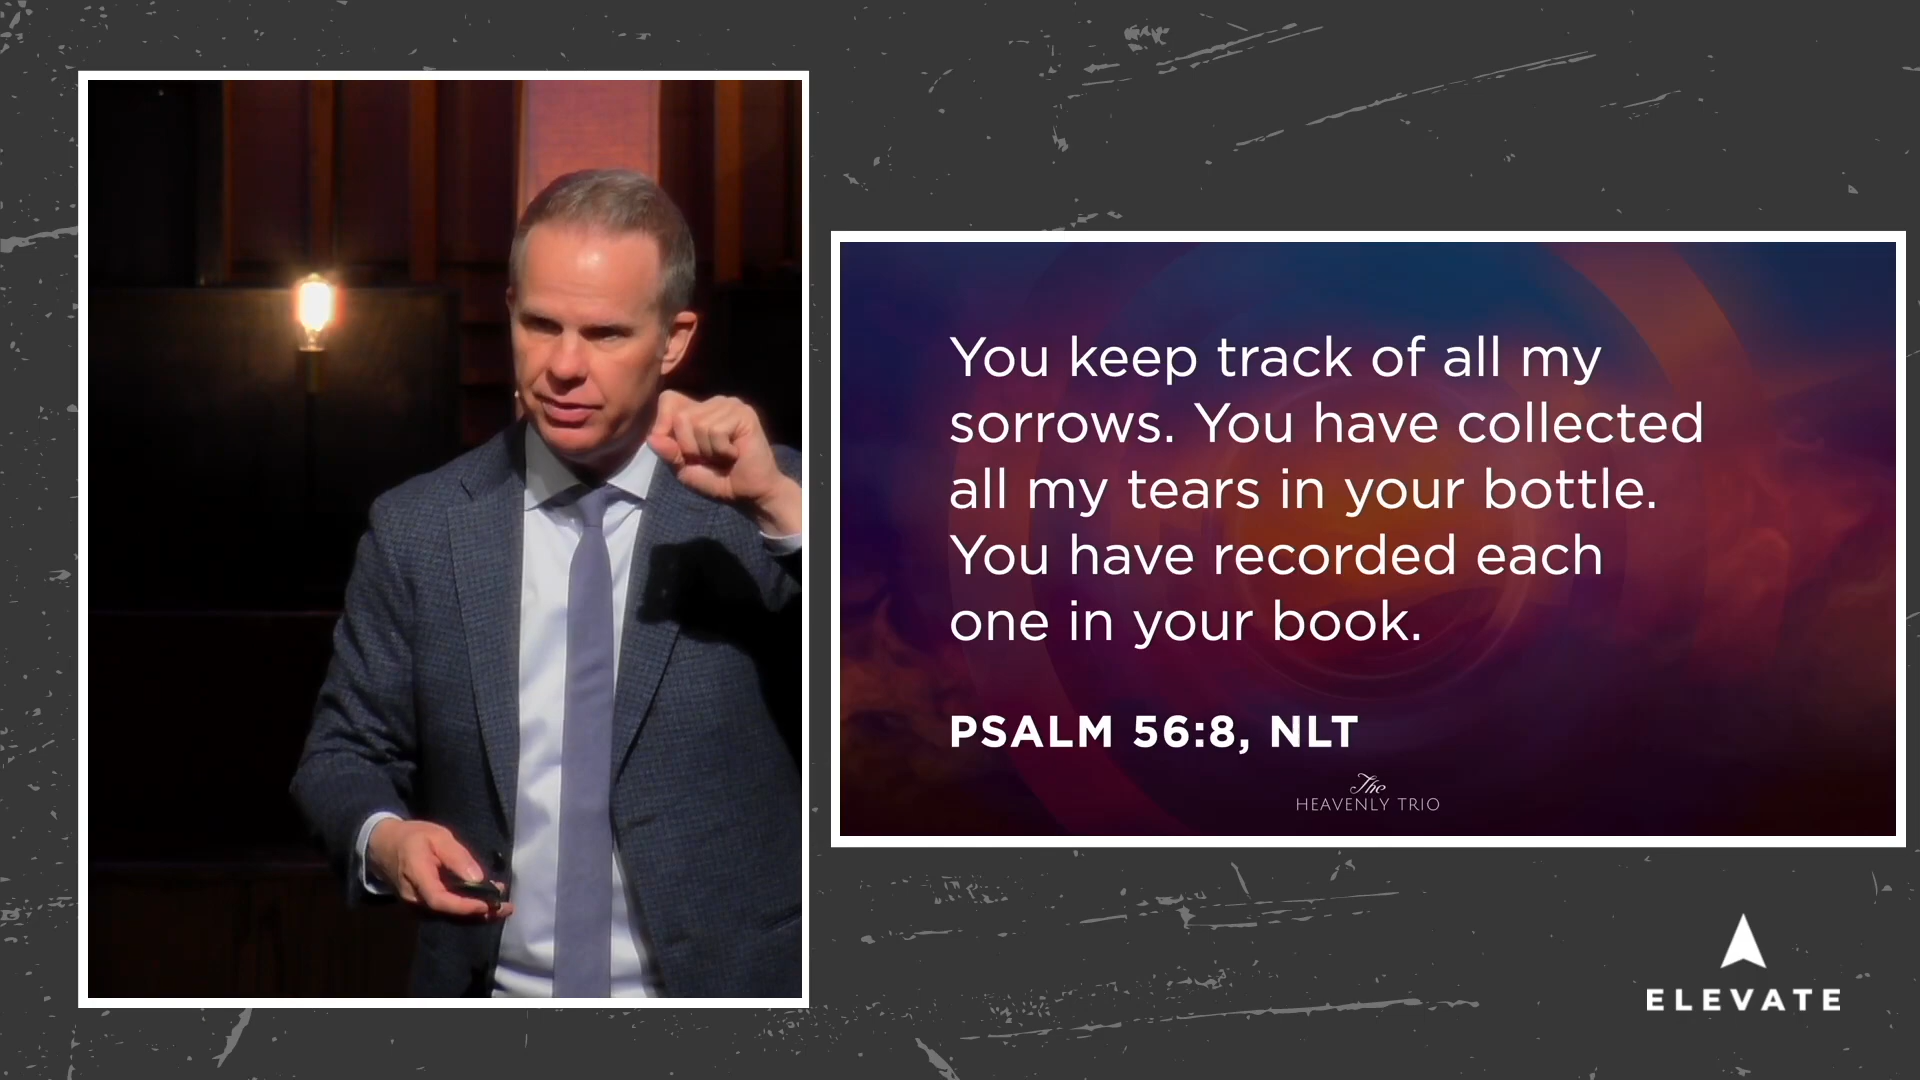 You keep track of all my
sorrows. You have collected
all my tears in your bottle.
You have recorded each
one in your book.
PSALM 56:8, NLT
The
HEAVENLY TRIO
ELEVATE